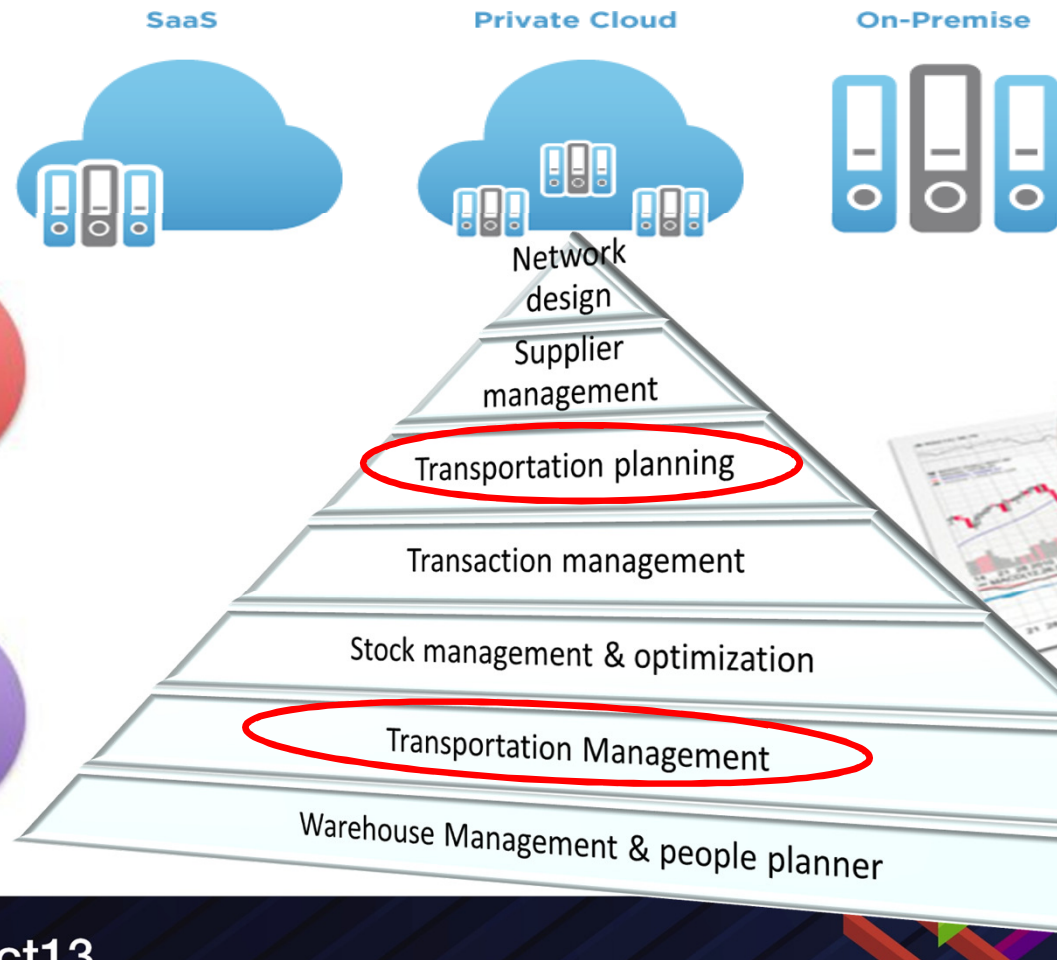 SaaS
Private Cloud
On-Premise
Network
design
Supplier
management
Transportation planning
Transaction management
Stock management & optimization
Transportation Management
Warehouse Management & people planner
ct13